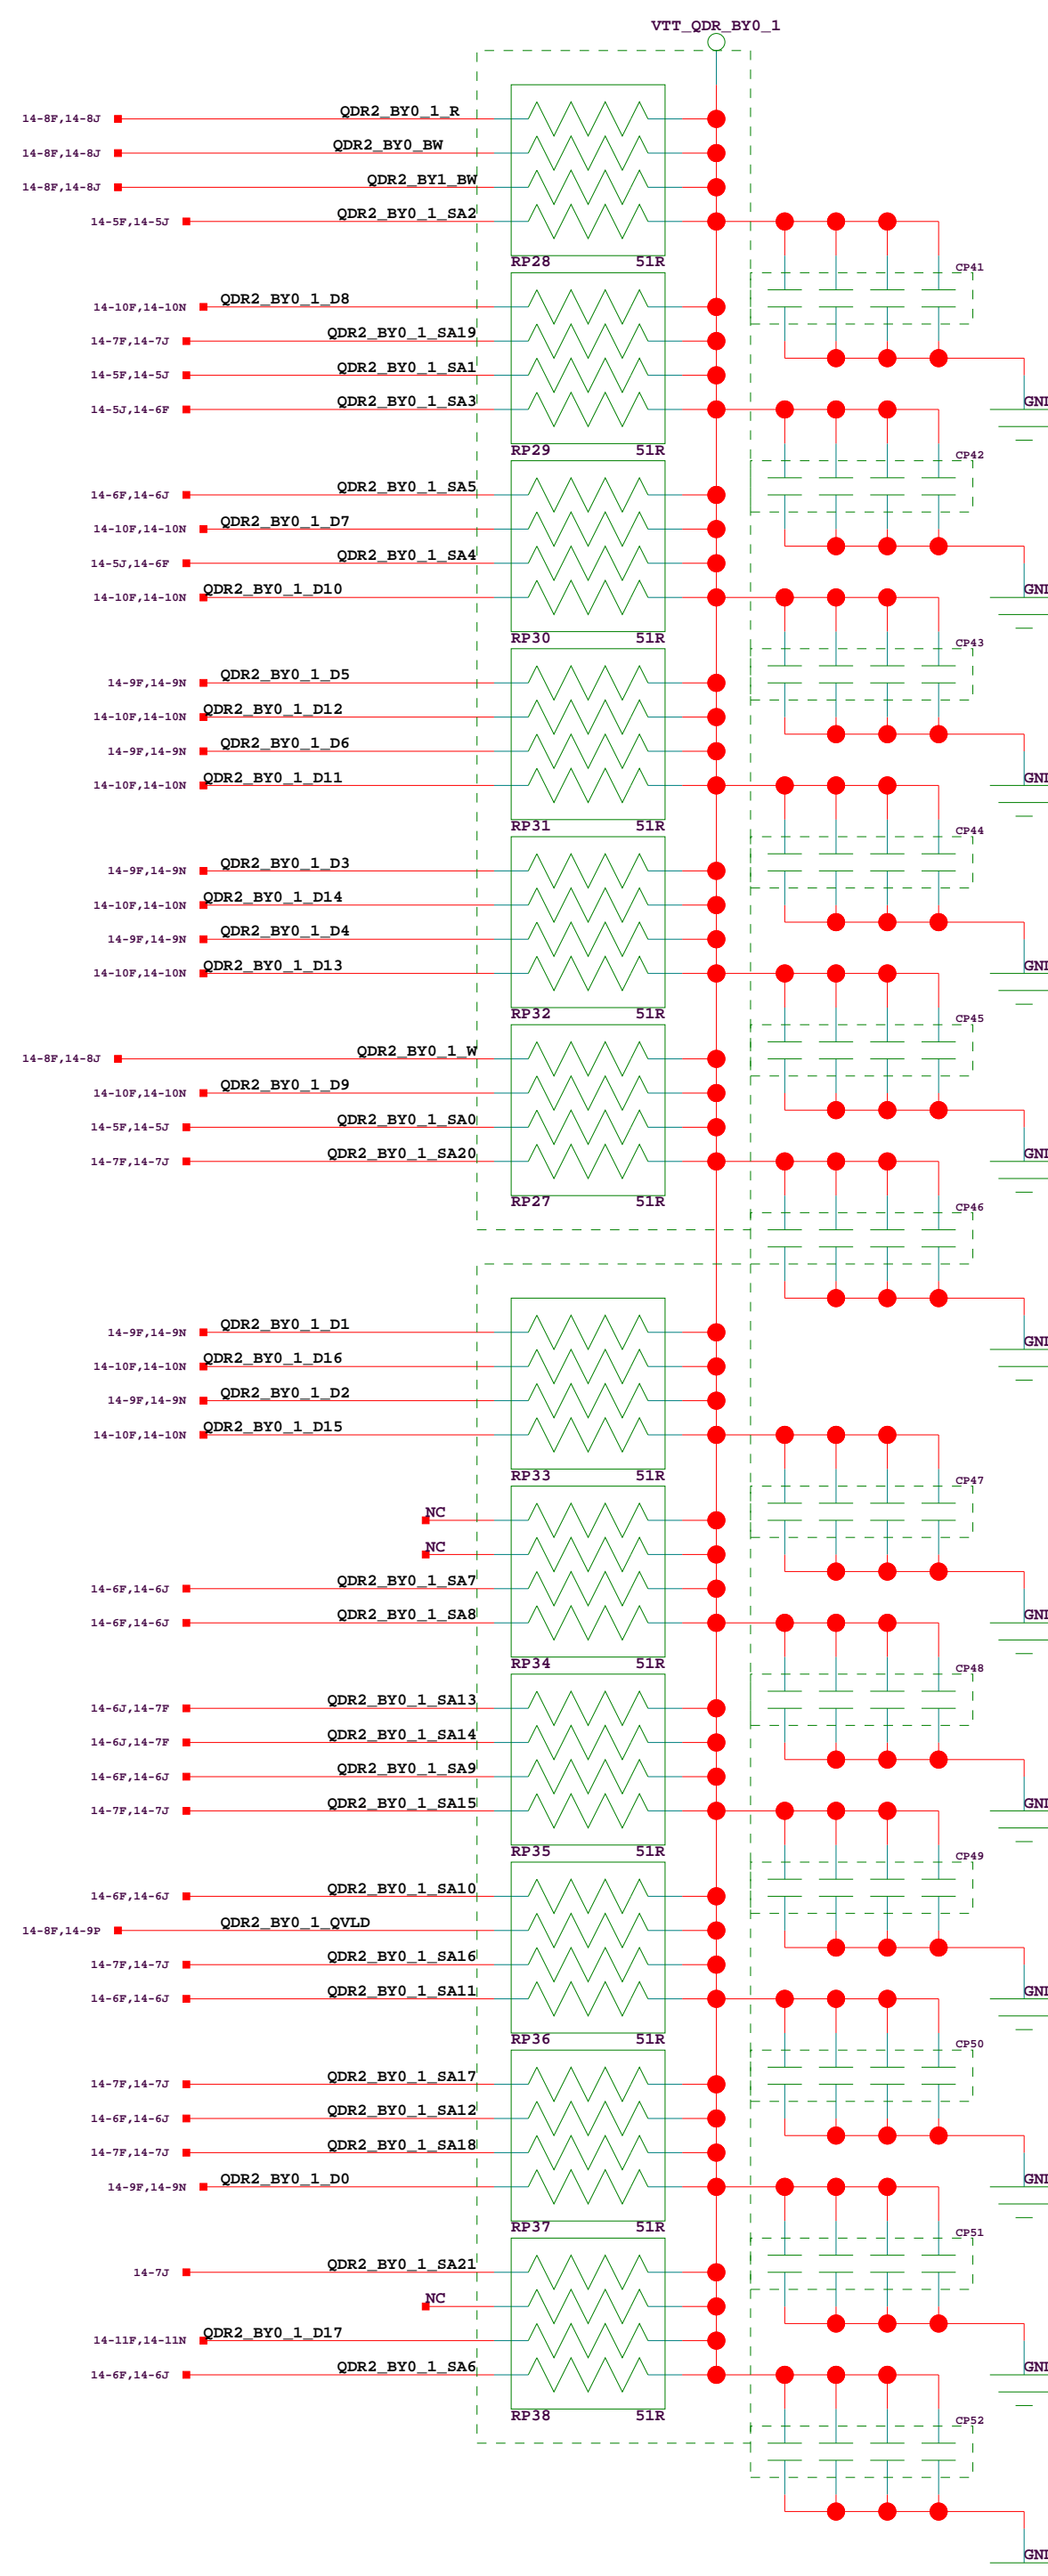 VTT_QDR_BY0_1
14-8F,14-8J QDR2_BY0_1_R
14-8F,14-8J QDR2_BY0_BW
14-8F,14-8J QDR2_BY1_BW
14-5F,14-5J QDR2_BY0_1_SA2
RP28 51R
CP41
14-10F,14-10N QDR2_BY0_1_D8
14-7F,14-7J QDR2_BY0_1_SA19
14-5F,14-5J QDR2_BY0_1_SA1
14-5J,14-6F QDR2_BY0_1_SA3
GND
RP29 51R
CP42
14-6F,14-6J QDR2_BY0_1_SA5
14-10F,14-10N QDR2_BY0_1_D7
14-5J,14-6F QDR2_BY0_1_SA4
14-10F,14-10N QDR2_BY0_1_D10
GND
RP30 51R
CP43
14-9F,14-9N QDR2_BY0_1_D5
14-10F,14-10N QDR2_BY0_1_D12
14-9F,14-9N QDR2_BY0_1_D6
14-10F,14-10N QDR2_BY0_1_D11
GND
RP31 51R
CP44
14-9F,14-9N QDR2_BY0_1_D3
14-10F,14-10N QDR2_BY0_1_D14
14-9F,14-9N QDR2_BY0_1_D4
14-10F,14-10N QDR2_BY0_1_D13
GND
RP32 51R
CP45
14-8F,14-8J QDR2_BY0_1_W
14-10F,14-10N QDR2_BY0_1_D9
14-5F,14-5J QDR2_BY0_1_SA0
14-7F,14-7J QDR2_BY0_1_SA20
GND
RP27 51R
CP46
14-9F,14-9N QDR2_BY0_1_D1
GND
14-10F,14-10N QDR2_BY0_1_D16
14-9F,14-9N QDR2_BY0_1_D2
14-10F,14-10N QDR2_BY0_1_D15
RP33 51R
CP47
NC
NC
14-6F,14-6J QDR2_BY0_1_SA7
14-6F,14-6J QDR2_BY0_1_SA8
GND
RP34 51R
CP48
14-6J,14-7F QDR2_BY0_1_SA13
14-6J,14-7F QDR2_BY0_1_SA14
14-6F,14-6J QDR2_BY0_1_SA9
14-7F,14-7J QDR2_BY0_1_SA15
GND
RP35 51R
CP49
14-6F,14-6J QDR2_BY0_1_SA10
14-8F,14-9P QDR2_BY0_1_QVLD
14-7F,14-7J QDR2_BY0_1_SA16
14-6F,14-6J QDR2_BY0_1_SA11
GND
RP36 51R
CP50
14-7F,14-7J QDR2_BY0_1_SA17
14-6F,14-6J QDR2_BY0_1_SA12
14-7F,14-7J QDR2_BY0_1_SA18
14-9F,14-9N QDR2_BY0_1_D0
GND
RP37 51R
CP51
14-7J QDR2_BY0_1_SA21
NC
14-11F,14-11N QDR2_BY0_1_D17
14-6F,14-6J QDR2_BY0_1_SA6
GND
RP38 51R
CP52
GND